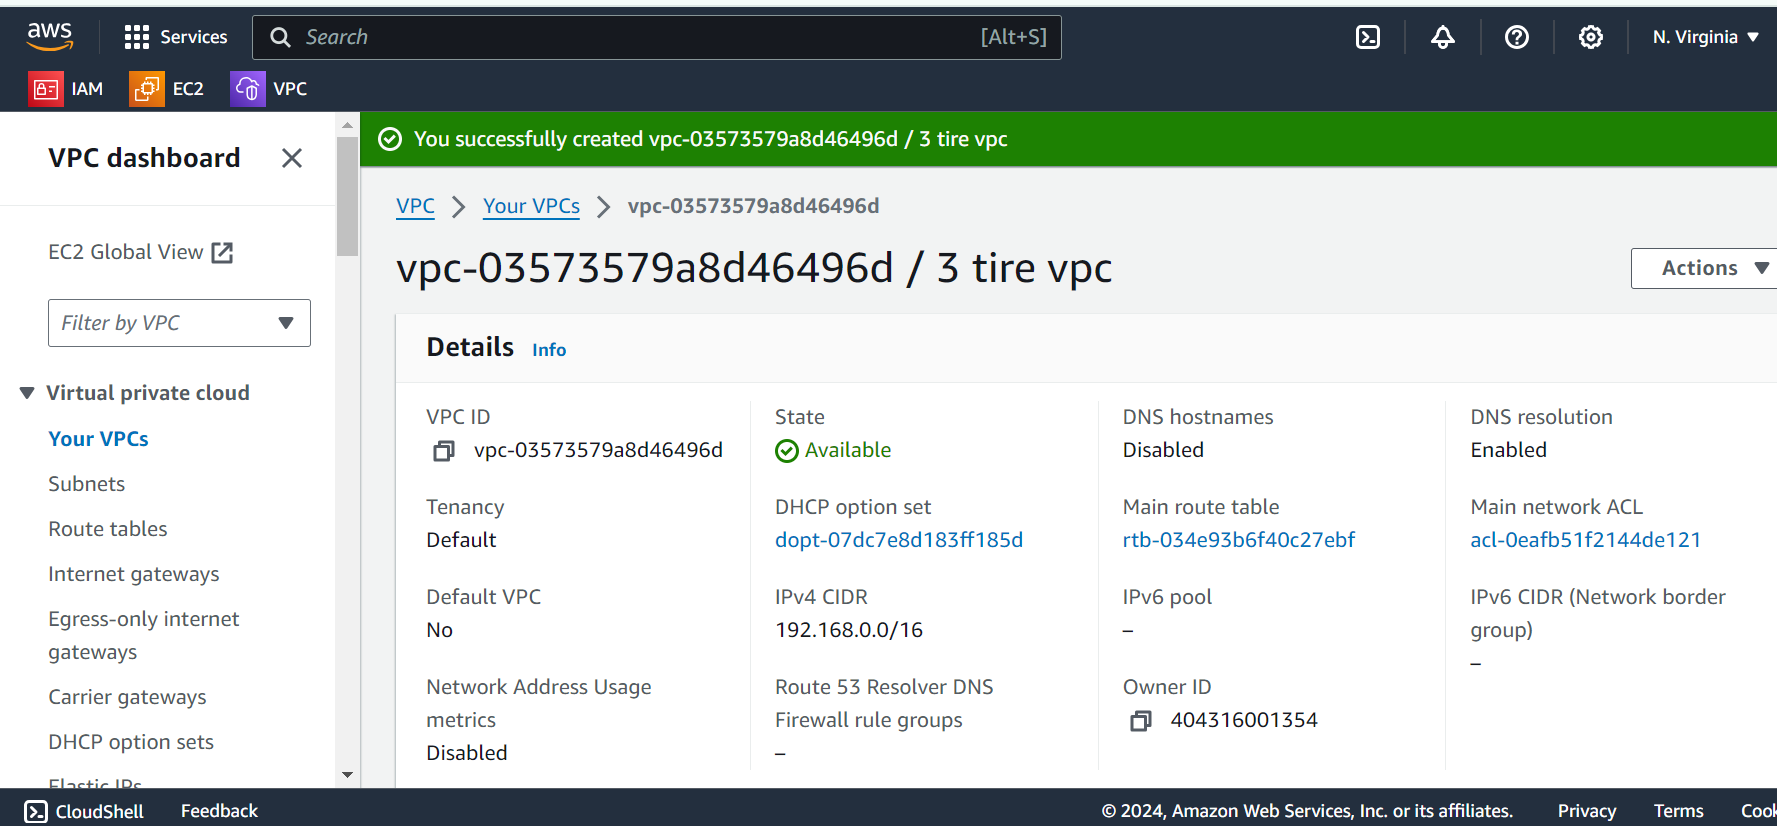 aws
Services
Search [Alt+S]
N. Virginia
IAM EC2 VPC
VPC dashboard
EC2 Global View
Filter by VPC
Virtual private cloud
Your VPCs
Subnets
Route tables
Internet gateways
Egress-only internet
gateways
Carrier gateways
DHCP option sets
Elastic IPs
You successfully created vpc-03573579a8d46496d / 3 tire vpc
VPC > Your VPCs > vpc-03573579a8d46496d
vpc-03573579a8d46496d / 3 tire vpc
Actions
Details Info
VPC ID
vpc-03573579a8d46496d
State
Available
DNS hostnames
Disabled
DNS resolution
Enabled
Tenancy
Default
DHCP option set
dopt-07dc7e8d183ff185d
Main route table
rtb-034e93b6f40c27ebf
Main network ACL
acl-0eafb51f2144de121
Default VPC
No
IPv4 CIDR
192.168.0.0/16
IPv6 pool
–
IPv6 CIDR (Network border
group)
–
Network Address Usage
metrics
Disabled
Route 53 Resolver DNS
Firewall rule groups
–
Owner ID
404316001354
CloudShell Feedback
© 2024, Amazon Web Services, Inc. or its affiliates. Privacy Terms Cook